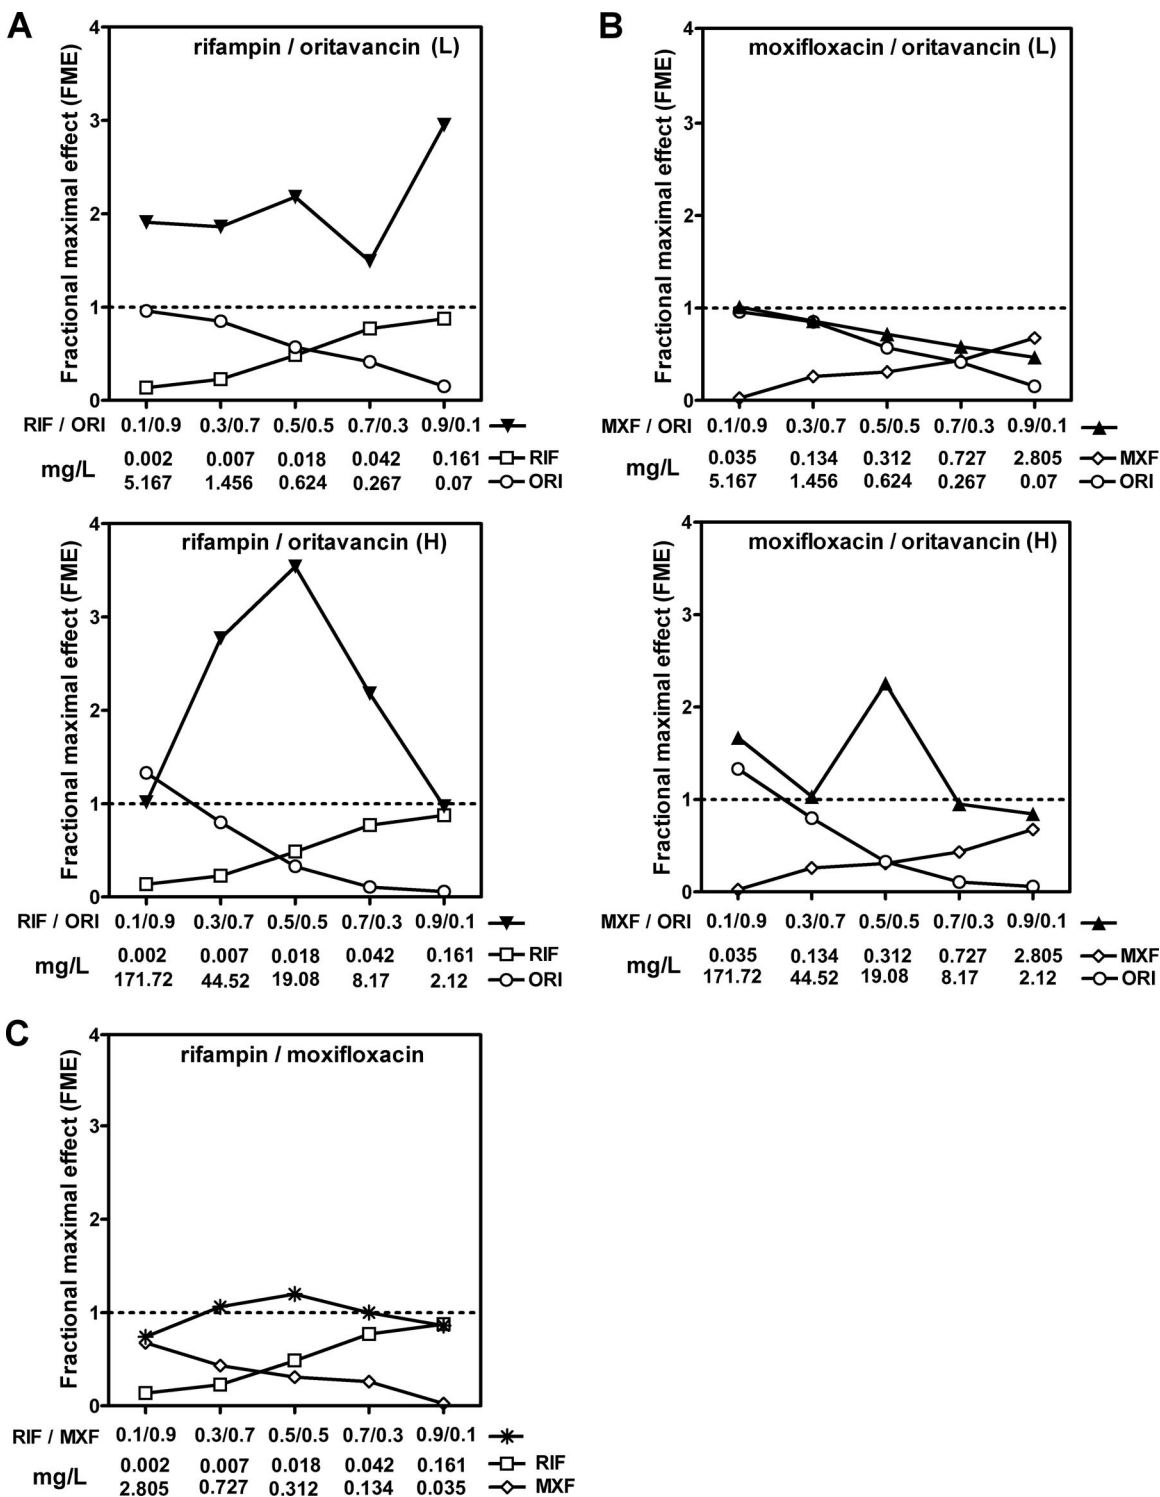 A
rifampin / oritavancin (L)
Fractional maximal effect (FME)
4
3
2
1
0
RIF / ORI 0.1/0.9 0.3/0.7 0.5/0.5 0.7/0.3 0.9/0.1
mg/L
0.002 0.007 0.018 0.042 0.161 RIF
5.167 1.456 0.624 0.267 0.07 ORI
B
moxifloxacin / oritavancin (L)
Fractional maximal effect (FME)
4
3
2
1
0
MXF / ORI 0.1/0.9 0.3/0.7 0.5/0.5 0.7/0.3 0.9/0.1
mg/L
0.035 0.134 0.312 0.727 2.805 MXF
5.167 1.456 0.624 0.267 0.07 ORI
rifampin / oritavancin (H)
Fractional maximal effect (FME)
4
3
2
1
0
RIF / ORI 0.1/0.9 0.3/0.7 0.5/0.5 0.7/0.3 0.9/0.1
mg/L
0.002 0.007 0.018 0.042 0.161 RIF
171.72 44.52 19.08 8.17 2.12 ORI
moxifloxacin / oritavancin (H)
Fractional maximal effect (FME)
4
3
2
1
0
MXF / ORI 0.1/0.9 0.3/0.7 0.5/0.5 0.7/0.3 0.9/0.1
mg/L
0.035 0.134 0.312 0.727 2.805 MXF
171.72 44.52 19.08 8.17 2.12 ORI
C
rifampin / moxifloxacin
Fractional maximal effect (FME)
4
3
2
1
0
RIF / MXF 0.1/0.9 0.3/0.7 0.5/0.5 0.7/0.3 0.9/0.1
mg/L
0.002 0.007 0.018 0.042 0.161 RIF
2.805 0.727 0.312 0.134 0.035 MXF